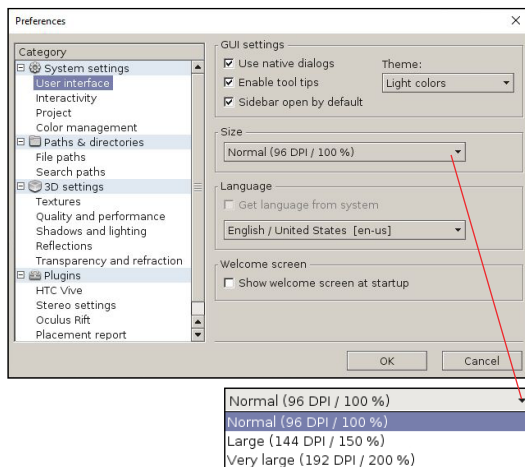 Preferences
Category
System settings
User interface
Interactivity
Project
Color management
Paths & directories
File paths
Search paths
3D settings
Textures
Quality and performance
Shadows and lighting
Reflections
Transparency and refraction
Plugins
HTC Vive
Stereo settings
Oculus Rift
Placement report
GUI settings
Use native dialogs
Theme:
Enable tool tips
Light colors
Sidebar open by default
Size
Normal (96 DPI / 100 %)
Language
Get language from system
English / United States [en-us]
Welcome screen
Show welcome screen at startup
OK
Cancel
Normal (96 DPI / 100 %)
Normal (96 DPI / 100 %)
Large (144 DPI / 150 %)
Very large (192 DPI / 200 %)